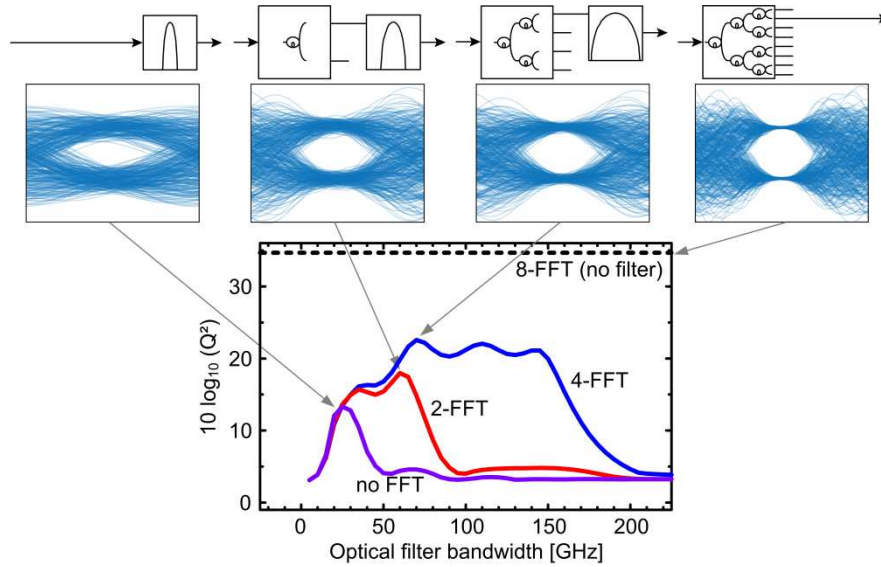 8-FFT (no filter)
30
20
10
0
10 log₁₀ (Q²)
4-FFT
2-FFT
no FFT
0 50 100 150 200
Optical filter bandwidth [GHz]